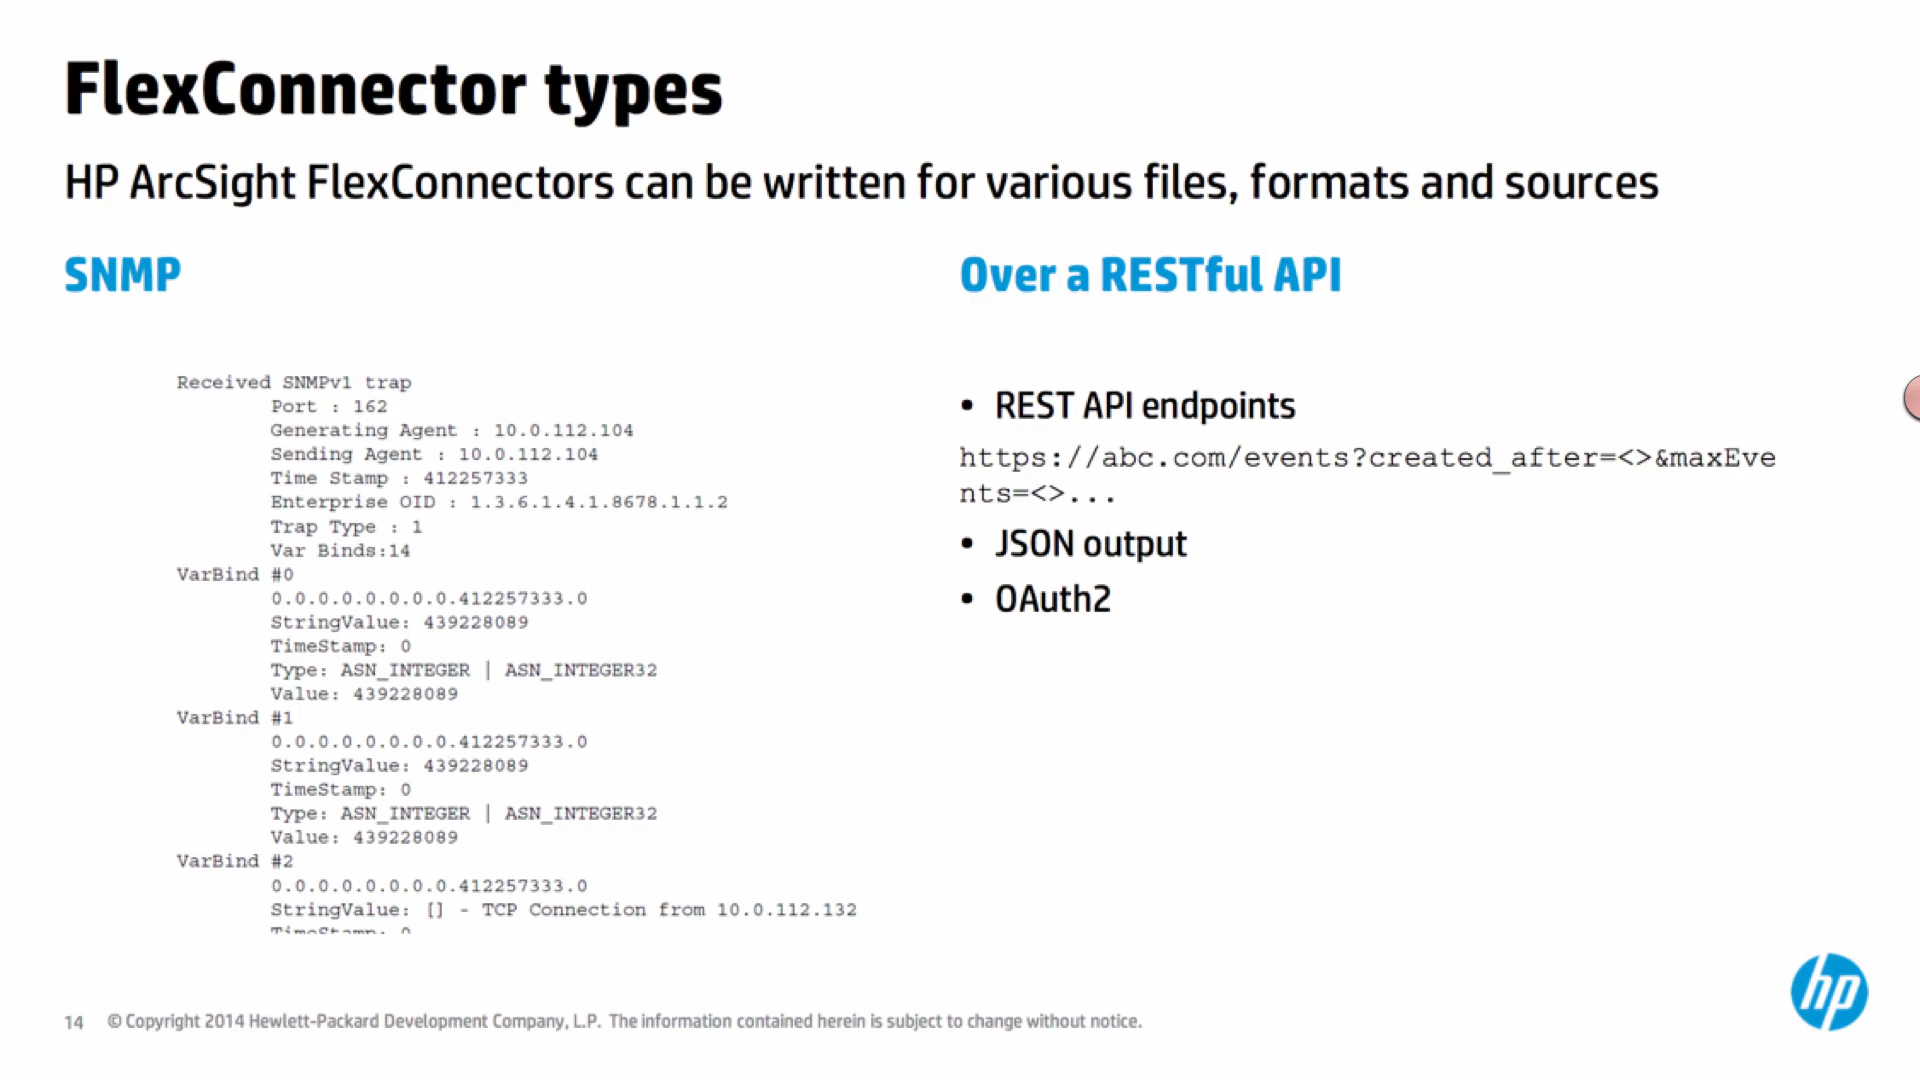 FlexConnector types
HP ArcSight FlexConnectors can be written for various files, formats and sources
SNMP
Received SNMPv1 trap
Port : 162
Generating Agent : 10.0.112.104
Sending Agent : 10.0.112.104
Time Stamp : 412257333
Enterprise OID : 1.3.6.1.4.1.8678.1.1.2
Trap Type : 1
Var Binds:14
VarBind #0
0.0.0.0.0.0.0.0.412257333.0
StringValue: 439228089
TimeStamp: 0
Type: ASN_INTEGER | ASN_INTEGER32
Value: 439228089
VarBind #1
0.0.0.0.0.0.0.0.412257333.0
StringValue: 439228089
TimeStamp: 0
Type: ASN_INTEGER | ASN_INTEGER32
Value: 439228089
VarBind #2
0.0.0.0.0.0.0.0.412257333.0
StringValue: [] - TCP Connection from 10.0.112.132
TimeStamp: 0
Over a RESTful API
• REST API endpoints
https://abc.com/events?created_after=<>&maxEve
nts=<>...
• JSON output
• OAuth2
hp
14 © Copyright 2014 Hewlett-Packard Development Company, L.P. The information contained herein is subject to change without notice.